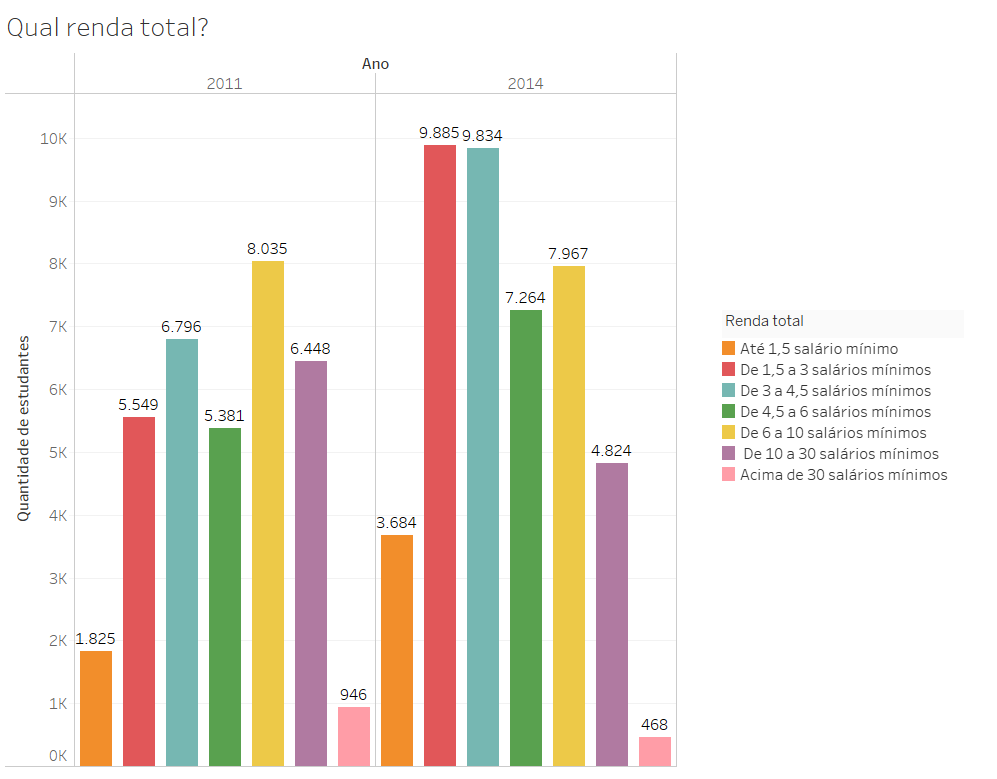 Qual renda total?
Ano
2011
2014
Quantidade de estudantes
10K
9K
8K
7K
6K
5K
4K
3K
2K
1K
0K
1.825
5.549
6.796
5.381
8.035
6.448
946
3.684
9.885
9.834
7.264
7.967
4.824
468
Renda total
Até 1,5 salário mínimo
De 1,5 a 3 salários mínimos
De 3 a 4,5 salários mínimos
De 4,5 a 6 salários mínimos
De 6 a 10 salários mínimos
De 10 a 30 salários mínimos
Acima de 30 salários mínimos